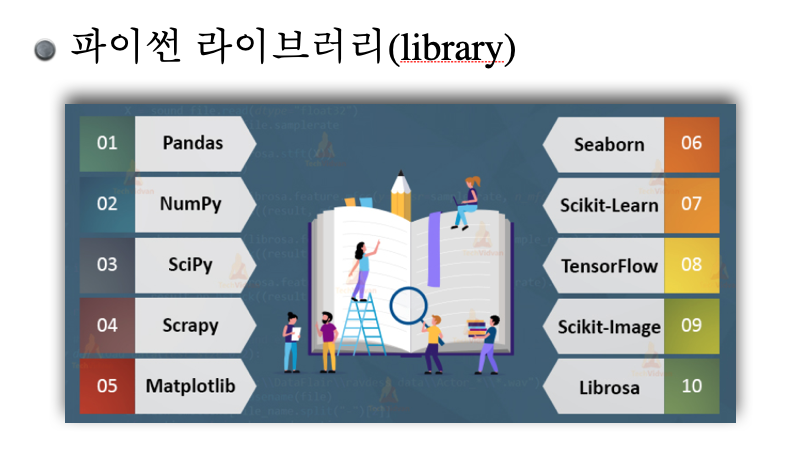 파이썬 라이브러리(library)
01 Pandas
02 NumPy
03 SciPy
04 Scrapy
05 Matplotlib
Seaborn 06
Scikit-Learn 07
TensorFlow 08
Scikit-Image 09
Librosa 10